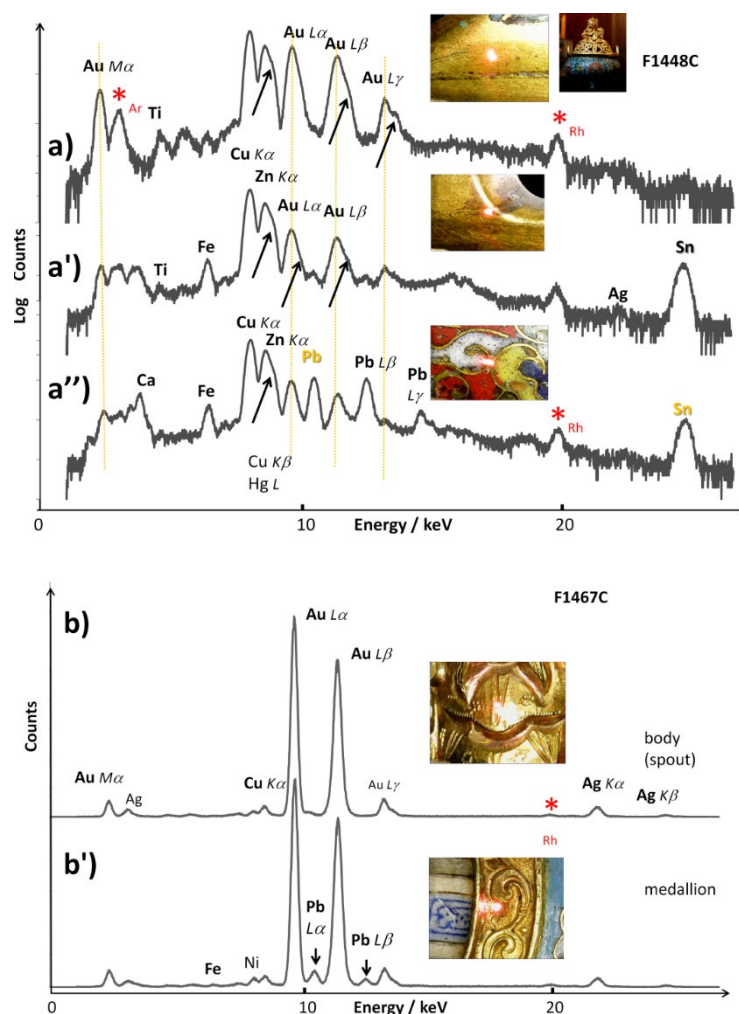 F1448C
Au Lα
Au Lβ
Au Mα
Au Lγ
*
Ar
Ti
*
Rh
a)
Cu Kα
Zn Kα
Au Lα
Au Lβ
Fe
Sn
a')
Ti
Ag
Log Counts
Cu Kα
Zn Kα
Pb
Pb Lβ
Ca
Fe
Pb
Lγ
Sn
a'')
*
Rh
Cu Kβ
Hg L
0
10
20
Energy / keV
F1467C
b)
Au Lα
Au Lβ
Counts
body
(spout)
Au Mα
Ag
Cu Kα
Au Lγ
*
Ag Kα
Ag Kβ
Rh
b')
medallion
Pb
Lα
Pb Lβ
Fe
Ni
0
10
20
Energy / keV